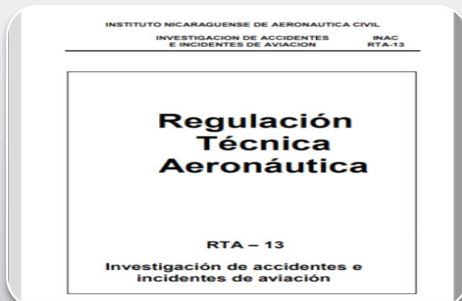 INSTITUTO NICARAGUENSE DE AERONAUTICA CIVIL
INVESTIGACION DE ACCIDENTES INAC
E INCIDENTES DE AVIACION RTA-13
Regulación
Técnica
Aeronáutica
RTA – 13
Investigación de accidentes e
incidentes de aviación